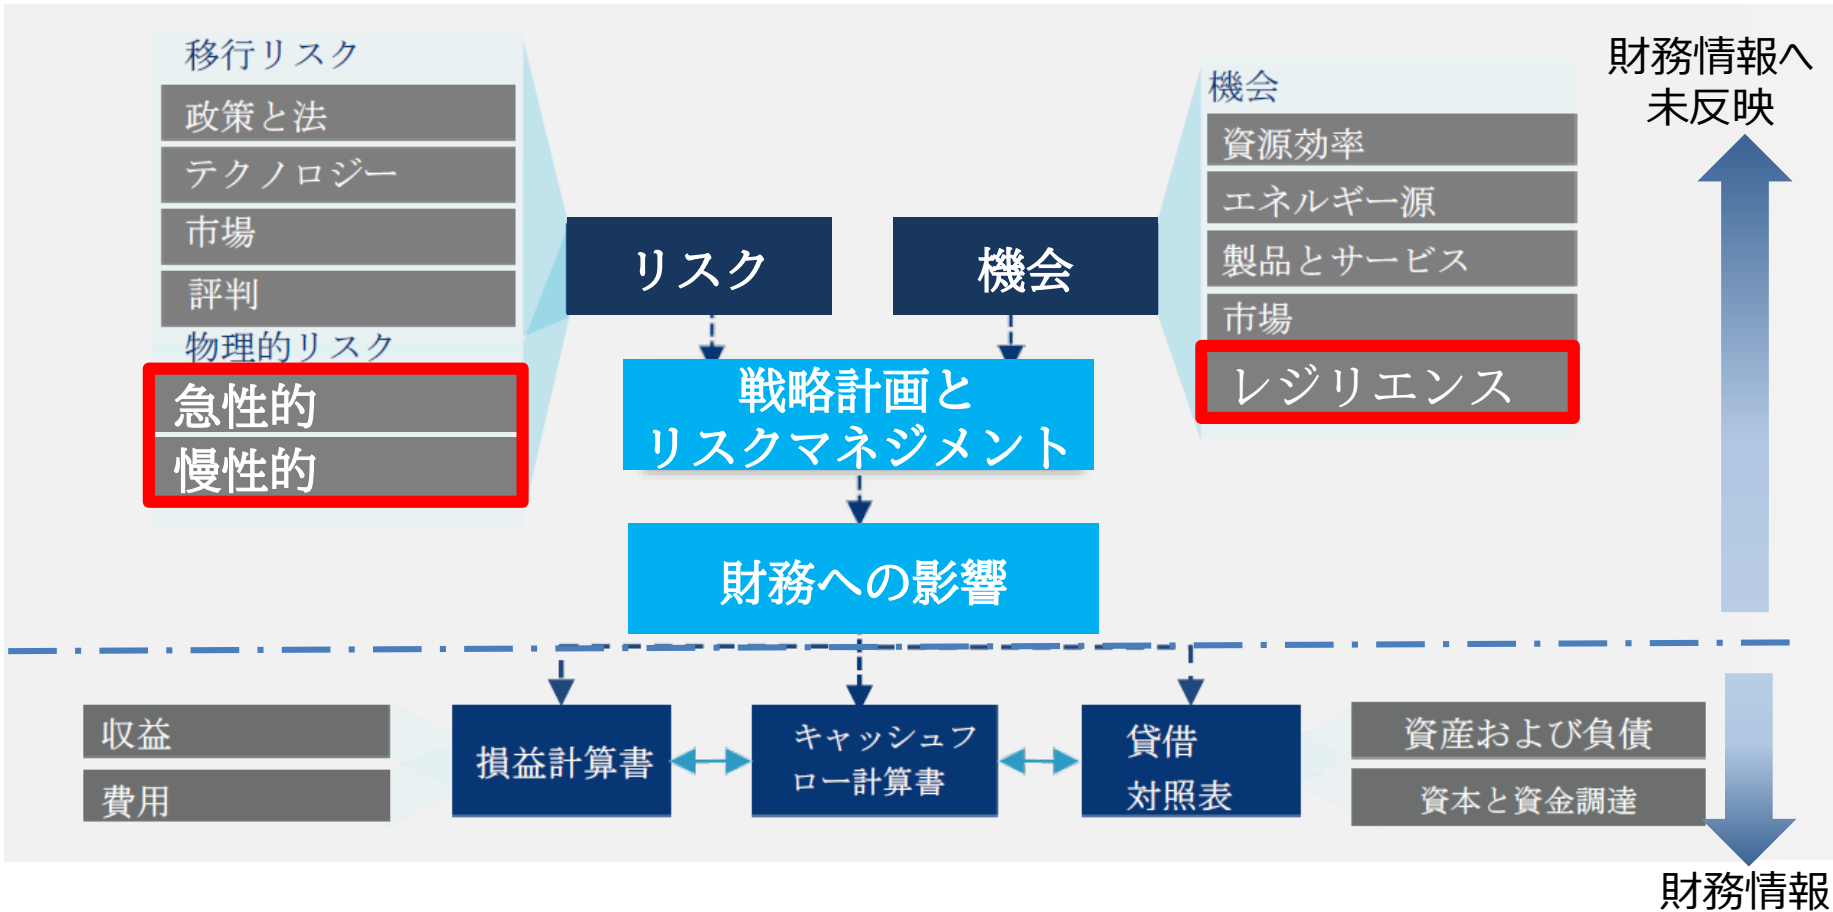 移行リスク
政策と法
テクノロジー
市場
評判
物理的リスク
急性的
慢性的
リスク
機会
機会
資源効率
エネルギー源
製品とサービス
市場
レジリエンス
財務情報へ
未反映
戦略計画と
リスクマネジメント
財務への影響
収益
費用
損益計算書
キャッシュフ
ロー計算書
貸借
対照表
資産および負債
資本と資金調達
財務情報